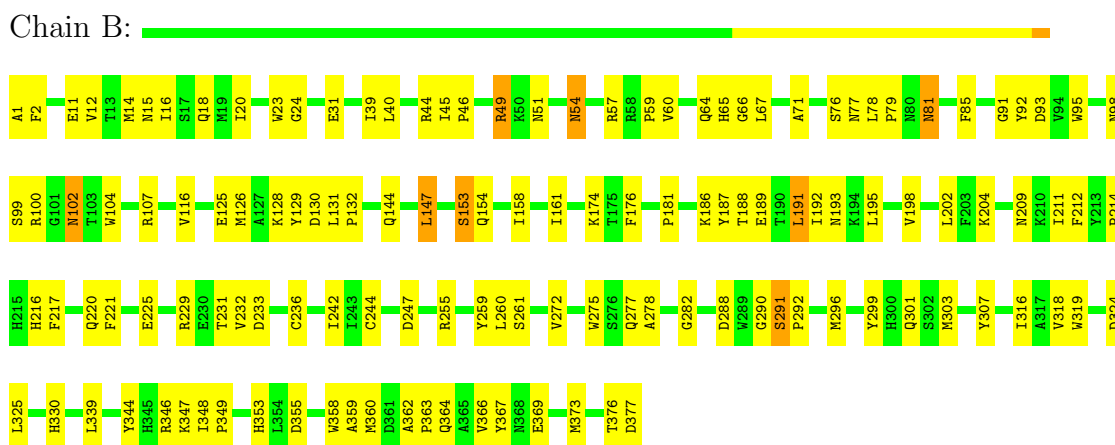 Chain B:
A1 F2 E11 V12 T13 M14 N15 I16 S17 Q18 M19 I20 W23 G24 E31 I39 L40 R44 I45 P46 R49 K50 N51 N54 R57 R58 P59 V60 Q64 H65 G66 L67 A71 S76 N77 L78 P79 N80 N81 F85 G91 Y92 D93 V94 W95 N98
S99 R100 G101 N102 T103 W104 R107 V116 E125 M126 A127 K128 Y129 D130 L131 P132 Q144 L147 S153 Q154 I158 I161 K174 T175 F176 P181 K186 Y187 T188 E189 T190 L191 I192 N193 K194 L195 V198 L202 F203 K204 N209 K210 I211 F212 Y213
H215 H216 F217 Q220 F221 E225 R229 E230 T231 V232 D233 C236 I242 I243 C244 D247 R255 Y259 L260 S261 V272 W275 S276 Q277 A278 G282 D288 W289 G290 S291 P292 M296 Y299 H300 Q301 S302 M303 Y307 I316 A317 V318 W319
L325 H330 L339 Y344 H345 R346 K347 I348 P349 H353 L354 D355 W358 A359 M360 D361 A362 P363 Q364 A365 V366 Y367 N368 E369 M373 T376 D377